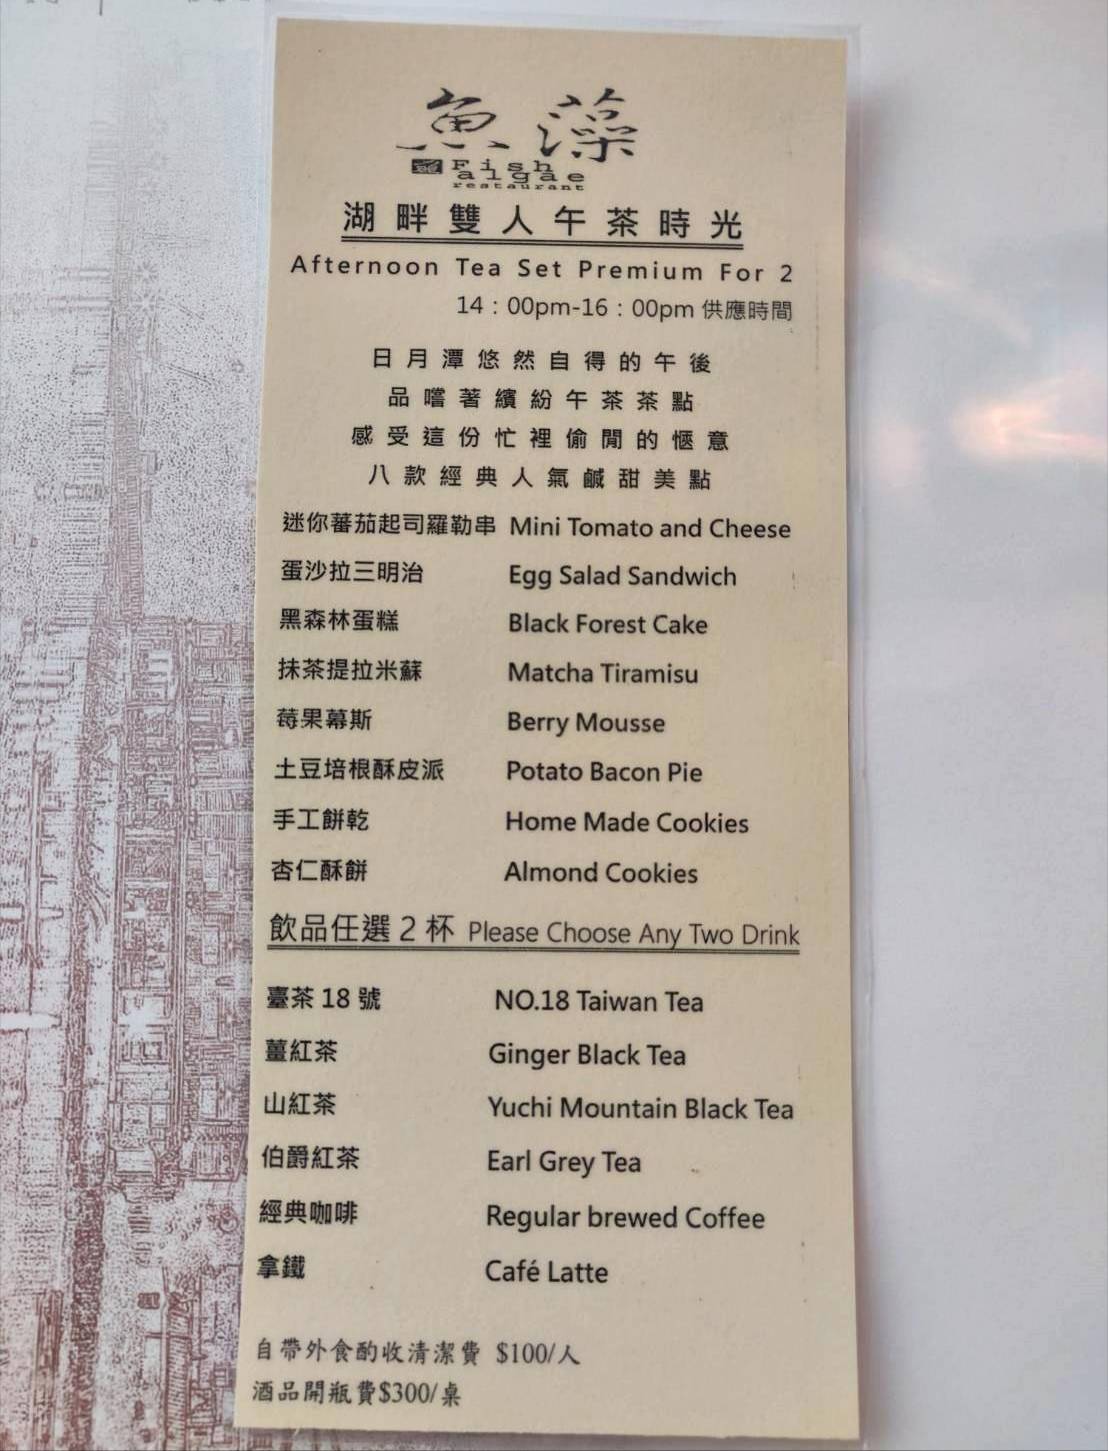 魚藻
Fish
algae
restaurant
湖畔雙人午茶時光
Afternoon Tea Set Premium For 2
14：00pm-16：00pm 供應時間
日月潭悠然自得的午後
品嚐著繽紛午茶茶點
感受這份忙裡偷閒的愜意
八款經典人氣鹹甜美點
迷你蕃茄起司羅勒串 Mini Tomato and Cheese
蛋沙拉三明治 Egg Salad Sandwich
黑森林蛋糕 Black Forest Cake
抹茶提拉米蘇 Matcha Tiramisu
莓果幕斯 Berry Mousse
土豆培根酥皮派 Potato Bacon Pie
手工餅乾 Home Made Cookies
杏仁酥餅 Almond Cookies
飲品任選 2 杯 Please Choose Any Two Drink
臺茶 18 號 NO.18 Taiwan Tea
薑紅茶 Ginger Black Tea
山紅茶 Yuchi Mountain Black Tea
伯爵紅茶 Earl Grey Tea
經典咖啡 Regular brewed Coffee
拿鐵 Café Latte
自帶外食酌收清潔費 $100/人
酒品開瓶費$300/桌